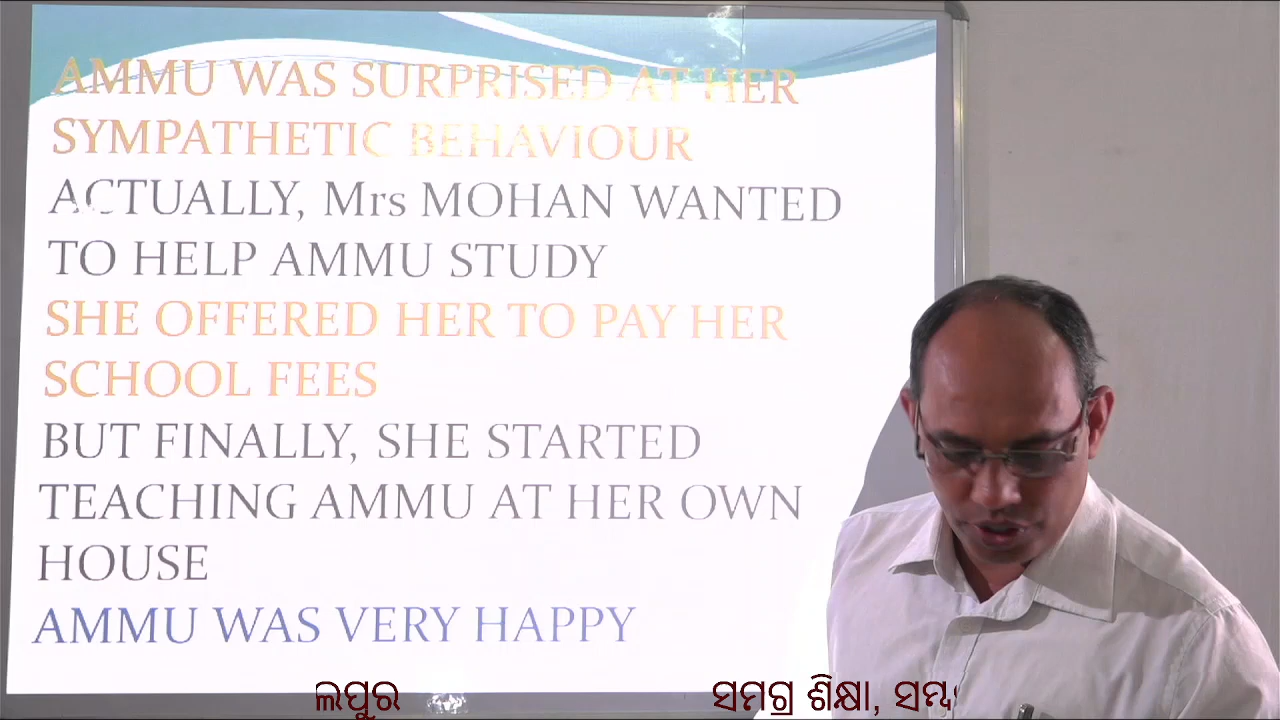 AMMU WAS SURPRISED AT HER
SYMPATHETIC BEHAVIOUR
ACTUALLY, Mrs MOHAN WANTED
TO HELP AMMU STUDY
SHE OFFERED HER TO PAY HER
SCHOOL FEES
BUT FINALLY, SHE STARTED
TEACHING AMMU AT HER OWN
HOUSE
AMMU WAS VERY HAPPY
ସମଗ୍ର ଶିକ୍ଷା,